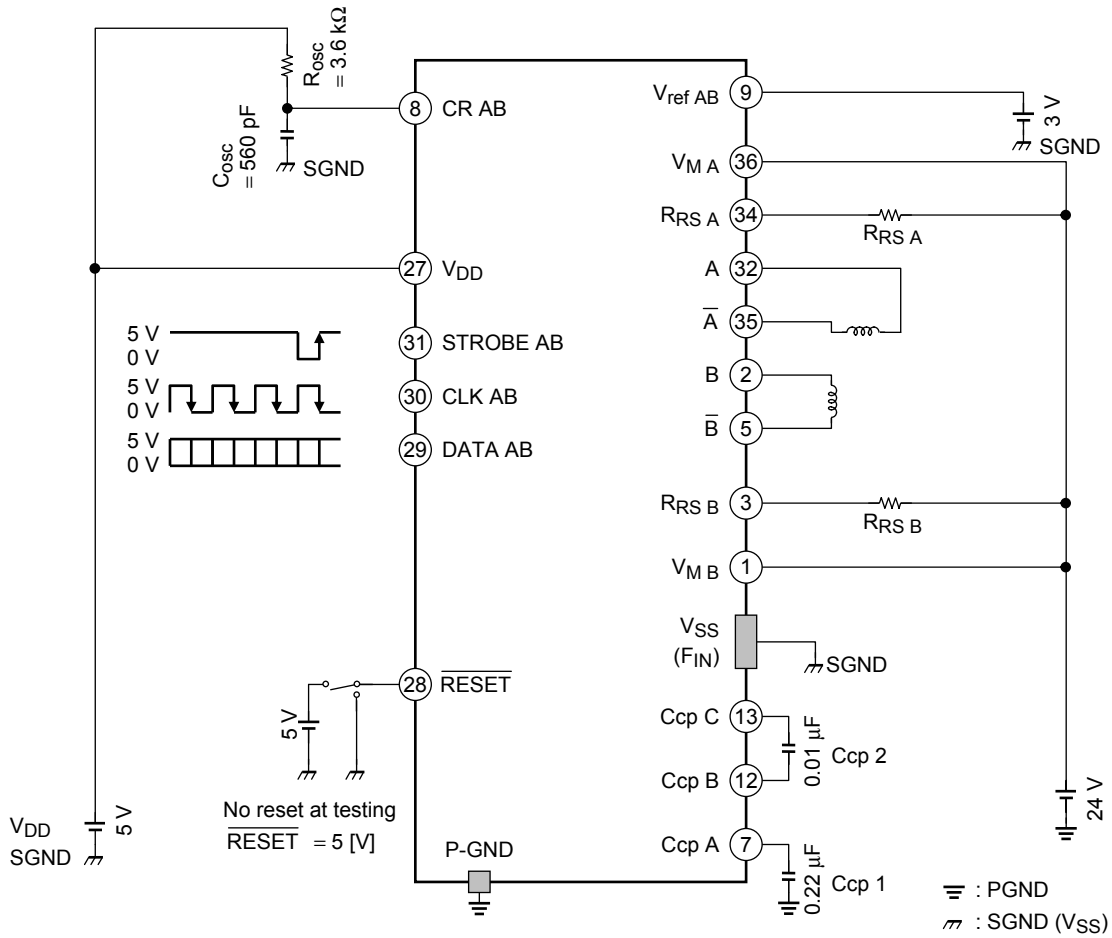 Rosc
= 3.6 kΩ
Cosc
= 560 pF
SGND
8
CR AB
Vref AB
9
3 V
SGND
VM A
36
RRS A
34
RRS A
27
VDD
A
32
A̅
35
5 V
0 V
31
STROBE AB
5 V
0 V
30
CLK AB
5 V
0 V
29
DATA AB
B
2
B̅
5
RRS B
3
RRS B
VM B
1
VSS
(FIN)
SGND
28
R̅E̅S̅E̅T̅
5 V
No reset at testing
R̅E̅S̅E̅T̅ = 5 [V]
Ccp C
13
0.01 µF
Ccp 2
Ccp B
12
Ccp A
7
0.22 µF
Ccp 1
24 V
VDD
SGND
5 V
P-GND
: PGND
: SGND (VSS)